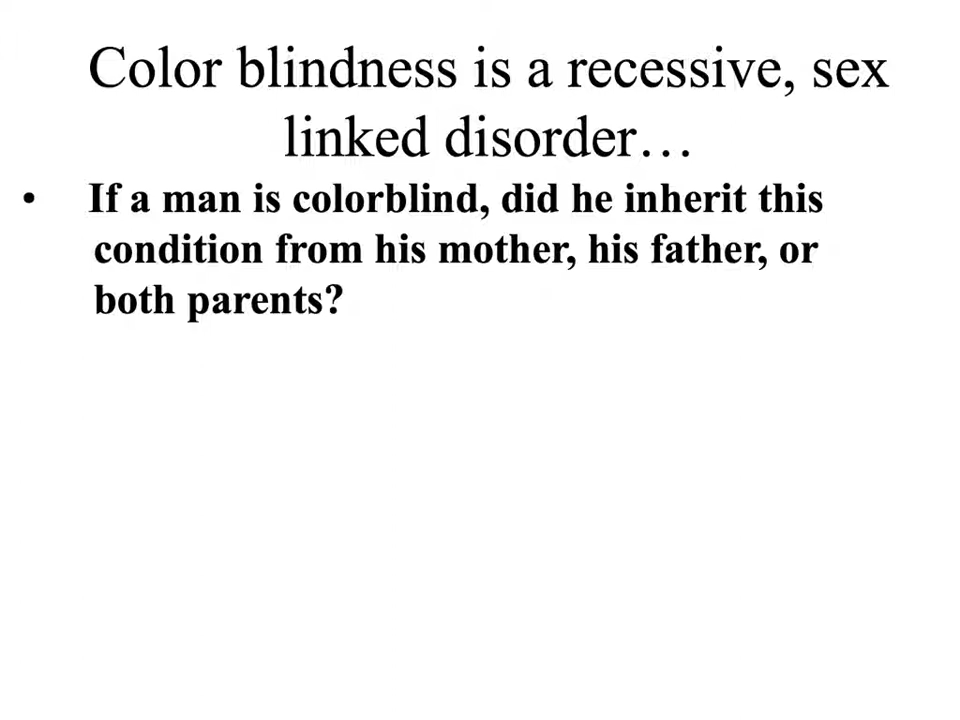 Color blindness is a recessive, sex
linked disorder…
• If a man is colorblind, did he inherit this
condition from his mother, his father, or
both parents?